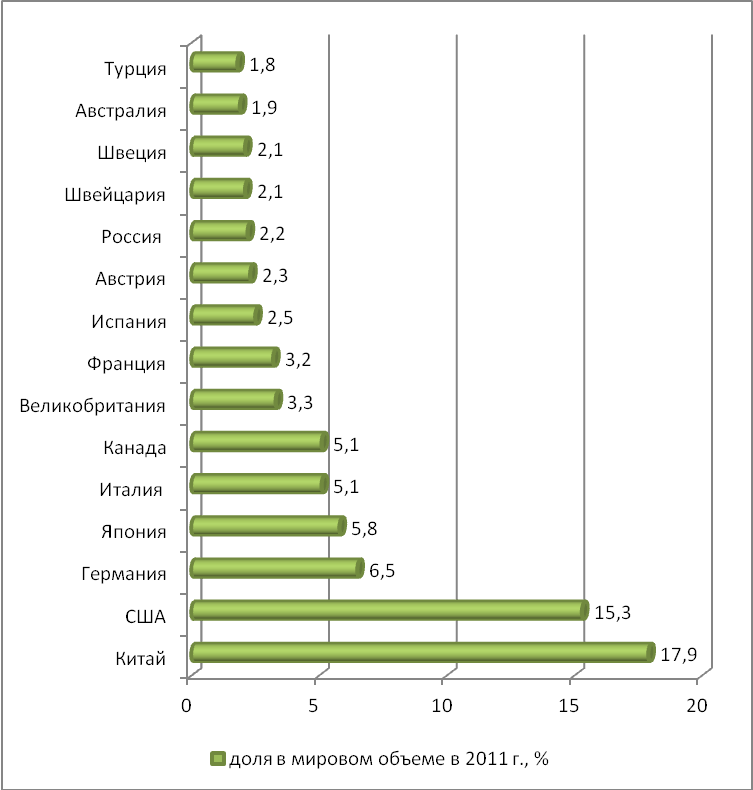 Турция 1,8
Австралия 1,9
Швеция 2,1
Швейцария 2,1
Россия 2,2
Австрия 2,3
Испания 2,5
Франция 3,2
Великобритания 3,3
Канада 5,1
Италия 5,1
Япония 5,8
Германия 6,5
США 15,3
Китай 17,9
0 5 10 15 20
доля в мировом объеме в 2011 г., %